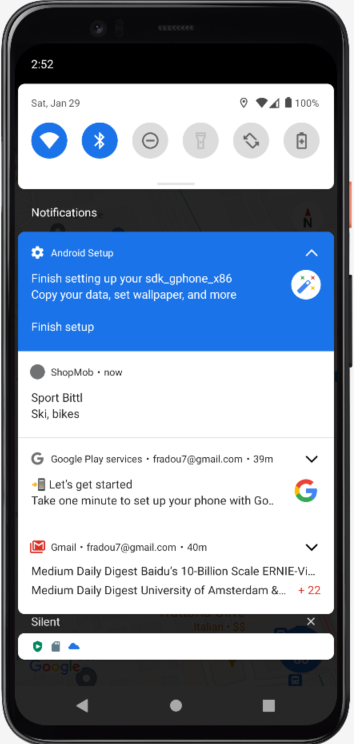 2:52
Sat, Jan 29
100%
Notifications
N
Android Setup
Finish setting up your sdk_gphone_x86
Copy your data, set wallpaper, and more
Finish setup
ShopMob • now
Sport Bittl
Ski, bikes
Google Play services • fradou7@gmail.com • 39m
Let's get started
Take one minute to set up your phone with Go..
Gmail • fradou7@gmail.com • 40m
Medium Daily Digest Baidu's 10-Billion Scale ERNIE-Vi...
Medium Daily Digest University of Amsterdam &... + 22
Silent
Italian • $$
Google